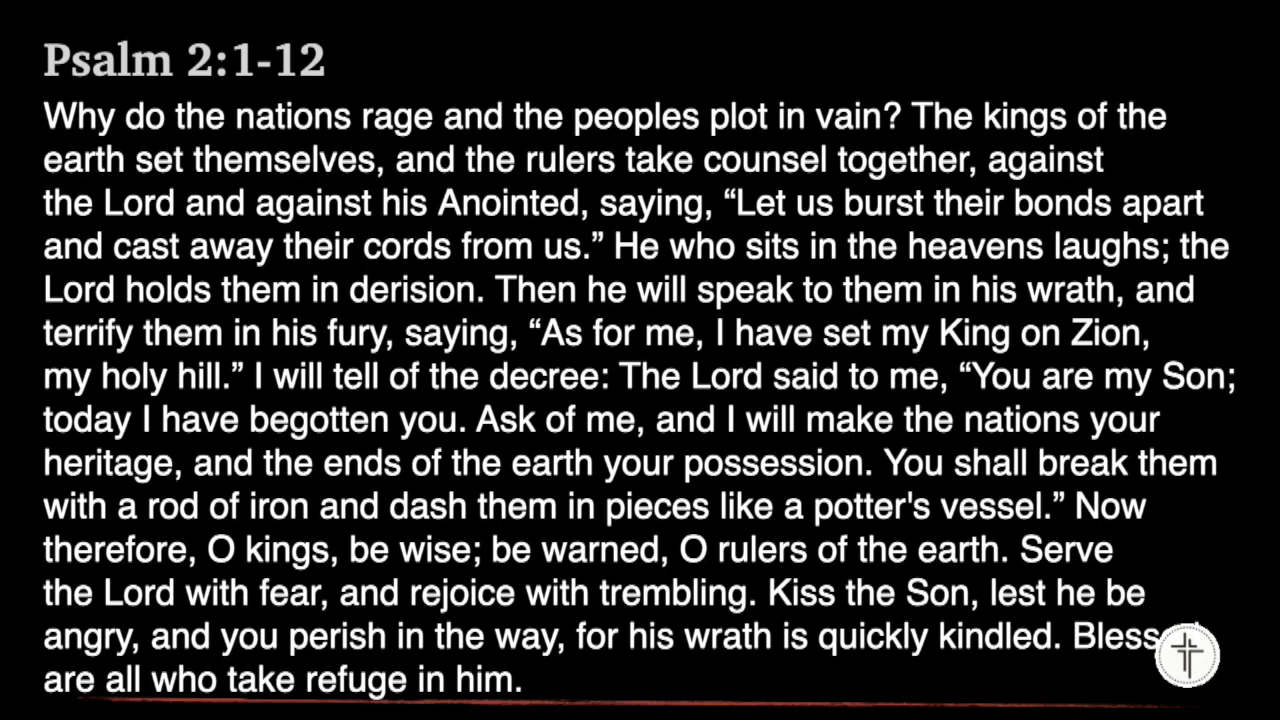 Psalm 2:1-12
Why do the nations rage and the peoples plot in vain? The kings of the
earth set themselves, and the rulers take counsel together, against
the Lord and against his Anointed, saying, “Let us burst their bonds apart
and cast away their cords from us.” He who sits in the heavens laughs; the
Lord holds them in derision. Then he will speak to them in his wrath, and
terrify them in his fury, saying, “As for me, I have set my King on Zion,
my holy hill.” I will tell of the decree: The Lord said to me, “You are my Son;
today I have begotten you. Ask of me, and I will make the nations your
heritage, and the ends of the earth your possession. You shall break them
with a rod of iron and dash them in pieces like a potter's vessel.” Now
therefore, O kings, be wise; be warned, O rulers of the earth. Serve
the Lord with fear, and rejoice with trembling. Kiss the Son, lest he be
angry, and you perish in the way, for his wrath is quickly kindled.
are all who take refuge in him.